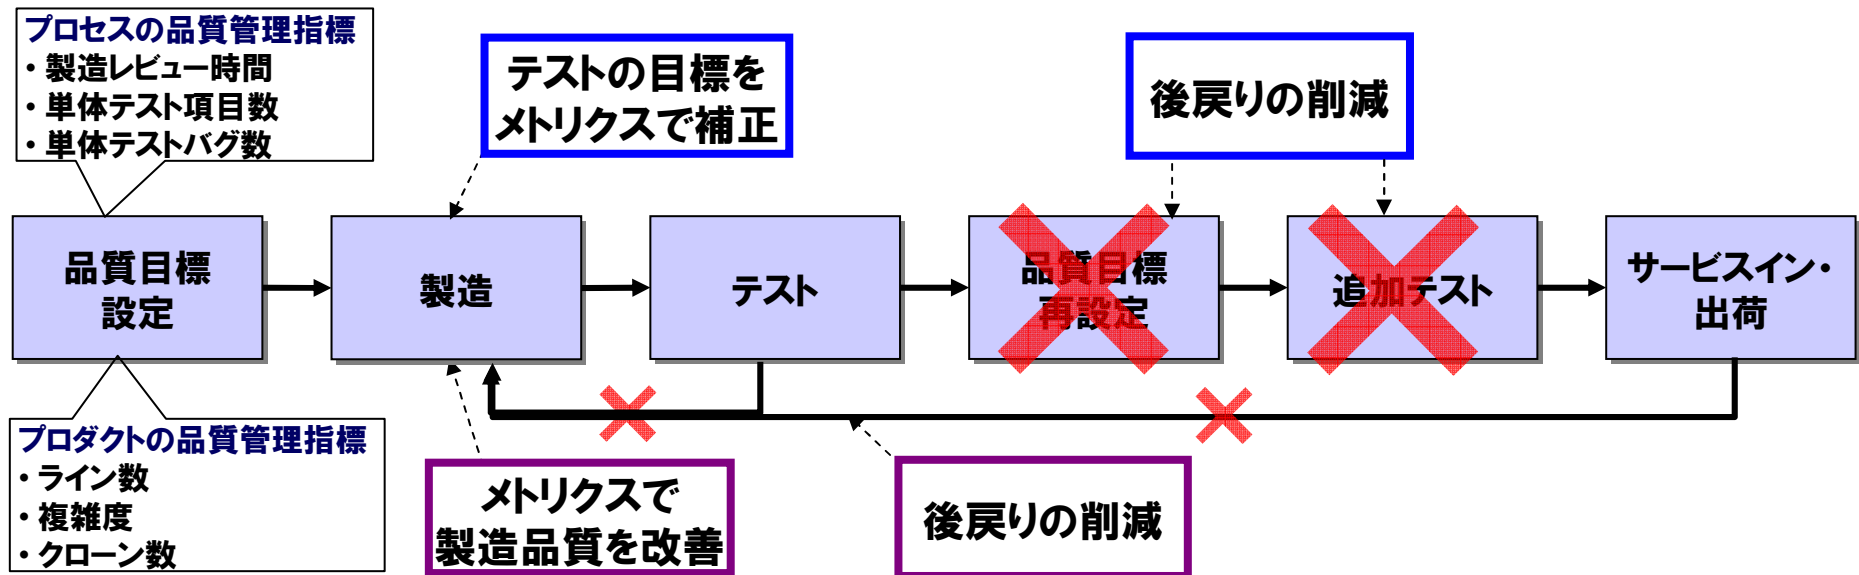 プロセスの品質管理指標
・製造レビュー時間
・単体テスト項目数
・単体テストバグ数
テストの目標を
メトリクスで補正
後戻りの削減
品質目標
設定
製造
テスト
品質目標
再設定
追加テスト
サービスイン・
出荷
プロダクトの品質管理指標
・ライン数
・複雑度
・クローン数
メトリクスで
製造品質を改善
後戻りの削減